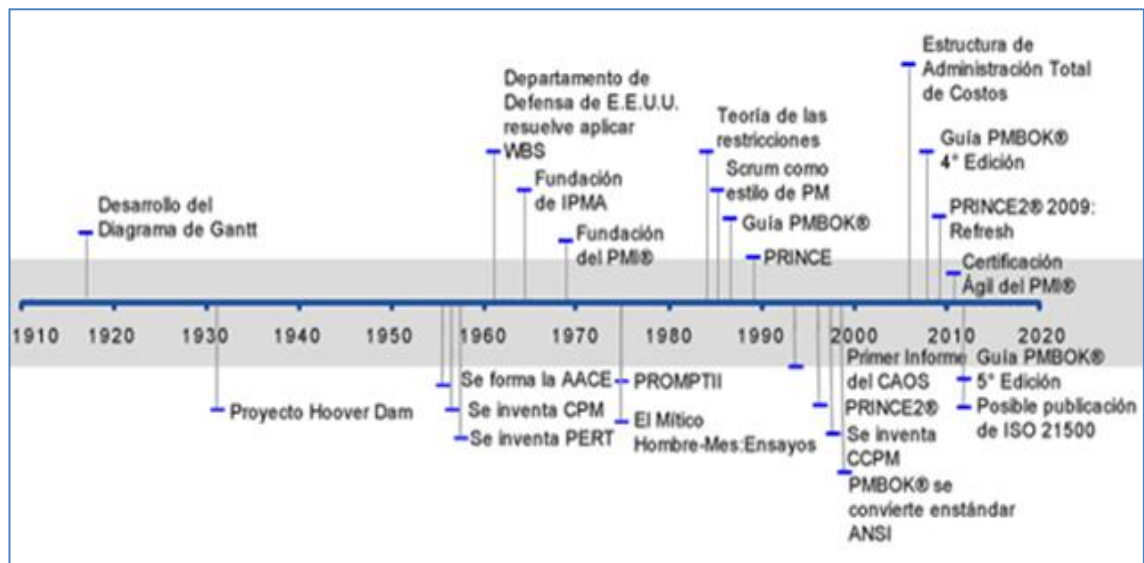 Desarrollo del
Diagrama de Gantt
Departamento de
Defensa de E.E.U.U.
resuelve aplicar
WBS
Fundación
de IPMA
Fundación
del PMI®
Teoría de las
restricciones
Scrum como
estilo de PM
Guía PMBOK®
PRINCE
Estructura de
Administración Total
de Costos
Guía PMBOK®
4° Edición
PRINCE2® 2009:
Refresh
Certificación
Ágil del PMI®
1910 1920 1930 1940 1950 1960 1970 1980 1990 2000 2010 2020
Proyecto Hoover Dam
Se forma la AACE
Se inventa CPM
Se inventa PERT
PROMPTII
El Mítico
Hombre-Mes:Ensayos
Primer Informe
del CAOS
PRINCE2®
Se inventa
CCPM
PMBOK® se
convierte enstándar
ANSI
Guía PMBOK®
5° Edición
Posible publicación
de ISO 21500